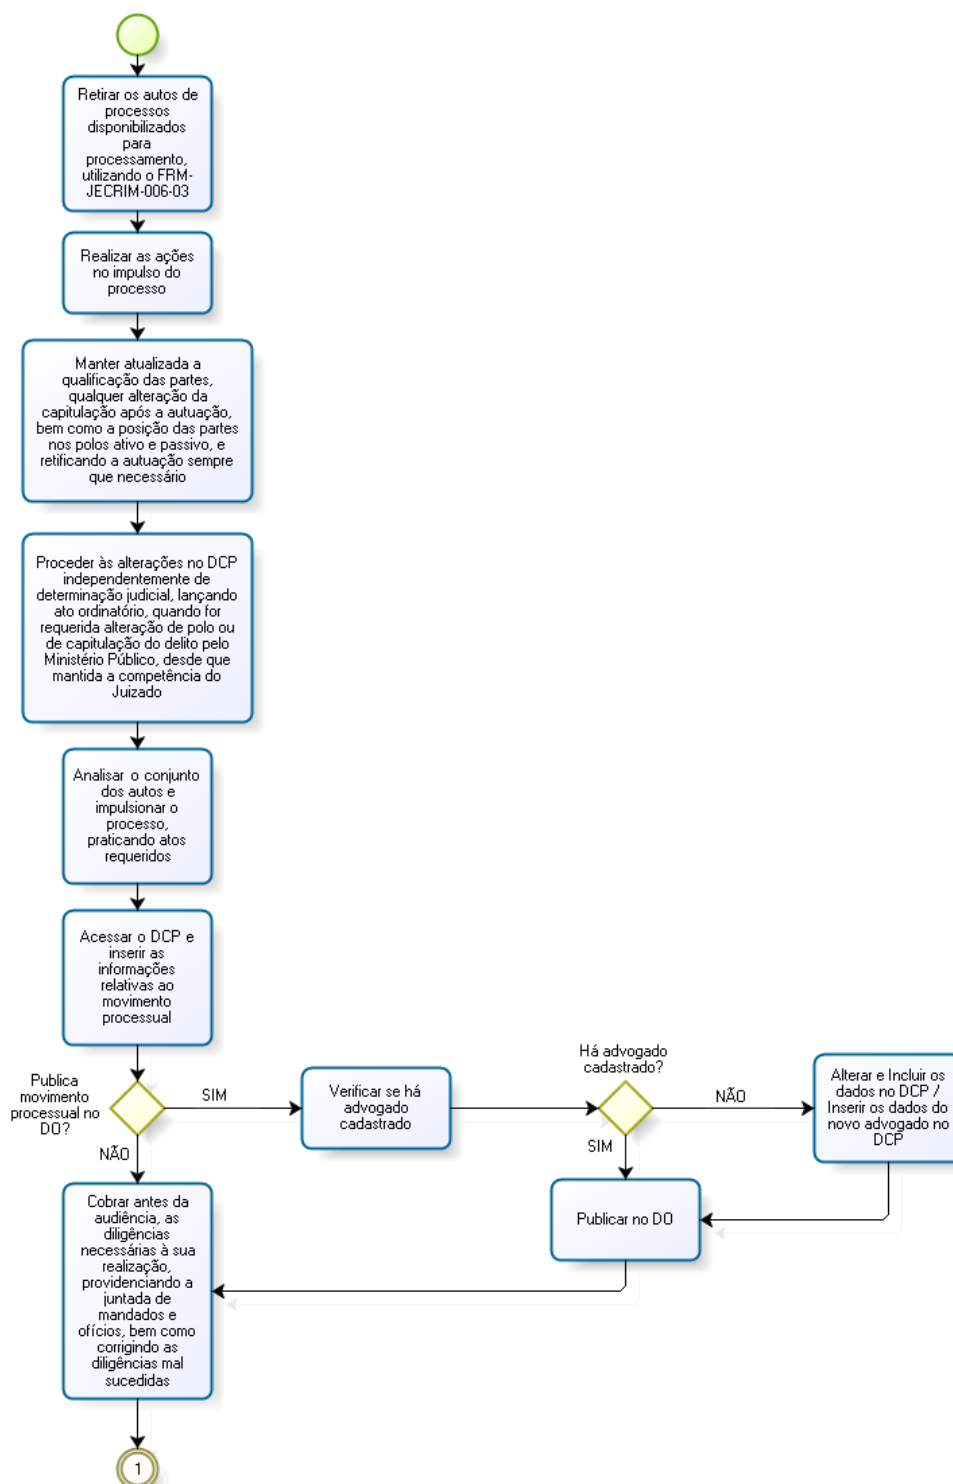 Retirar os autos de
processos
disponibilizados
para
processamento,
utilizando o FRM-
JECRIM-006-03
Realizar as ações
no impulso do
processo
Manter atualizada a
qualificação das partes,
qualquer alteração da
capitulação após a autuação,
bem como a posição das partes
nos polos ativo e passivo, e
retificando a autuação sempre
que necessário
Proceder às alterações no DCP
independentemente de
determinação judicial, lançando
ato ordinatório, quando for
requerida alteração de polo ou
de capitulação do delito pelo
Ministério Público, desde que
mantida a competência do
Juizado
Analisar o conjunto
dos autos e
impulsionar o
processo,
praticando atos
requeridos
Acessar o DCP e
inserir as
informações
relativas ao
movimento
processual
Publica
movimento
processual no
DO?
SIM
NÃO
Verificar se há
advogado
cadastrado
Há advogado
cadastrado?
NÃO
SIM
Alterar e Incluir os
dados no DCP /
Inserir os dados do
novo advogado no
DCP
Publicar no DO
Cobrar antes da
audiência, as
diligências
necessárias à sua
realização,
providenciando a
juntada de
mandados e
ofícios, bem como
corrigindo as
diligências mal
sucedidas
1